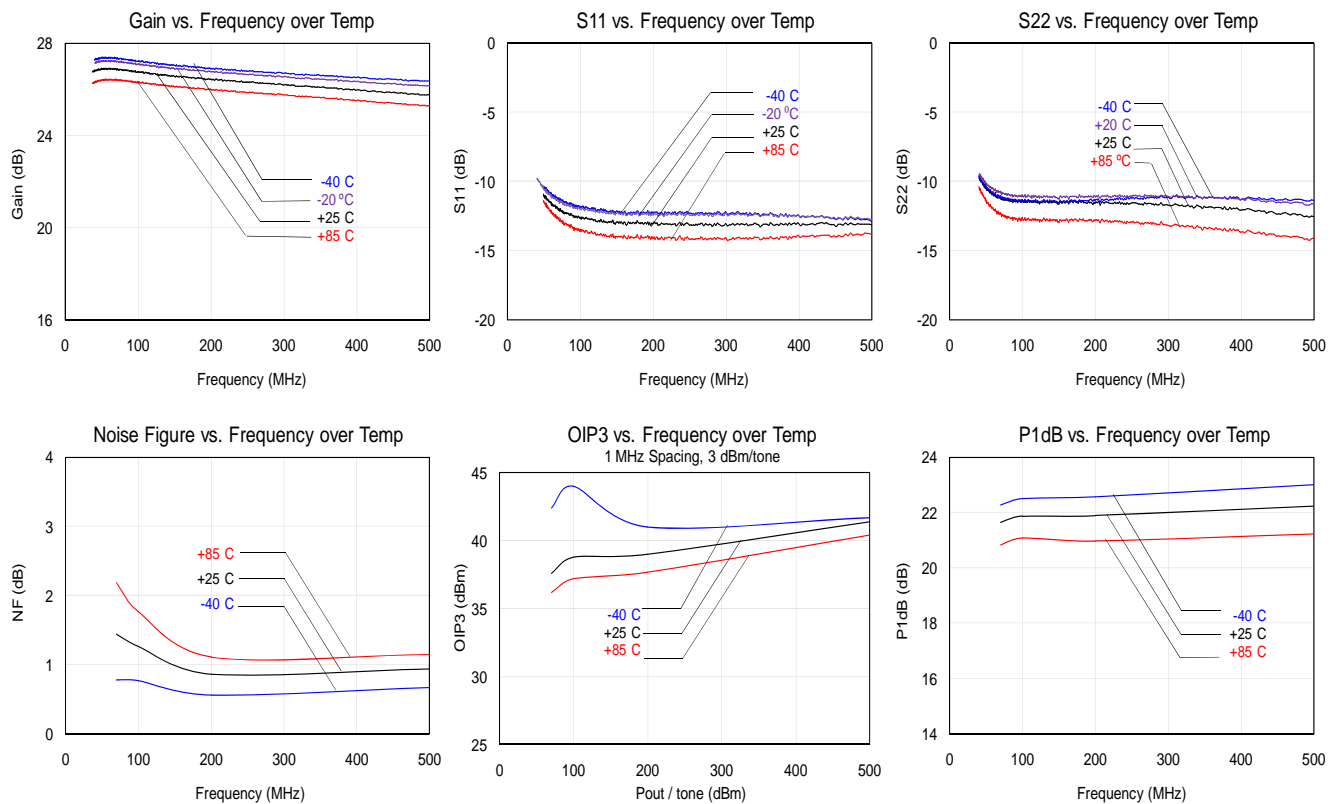 Gain vs. Frequency over Temp
28
24
20
16
Gain (dB)
-40 C
-20 ⁰C
+25 C
+85 C
0 100 200 300 400 500
Frequency (MHz)
S11 vs. Frequency over Temp
0
-5
-10
-15
-20
S11 (dB)
-40 C
-20 ⁰C
+25 C
+85 C
0 100 200 300 400 500
Frequency (MHz)
S22 vs. Frequency over Temp
0
-5
-10
-15
-20
S22 (dB)
-40 C
+20 C
+25 C
+85 ⁰C
0 100 200 300 400 500
Frequency (MHz)
Noise Figure vs. Frequency over Temp
4
3
2
1
0
NF (dB)
+85 C
+25 C
-40 C
0 100 200 300 400 500
Frequency (MHz)
OIP3 vs. Frequency over Temp
1 MHz Spacing, 3 dBm/tone
45
40
35
30
25
OIP3 (dBm)
-40 C
+25 C
+85 C
0 100 200 300 400 500
Pout / tone (dBm)
P1dB vs. Frequency over Temp
24
22
20
18
16
14
P1dB (dB)
-40 C
+25 C
+85 C
0 100 200 300 400 500
Frequency (MHz)